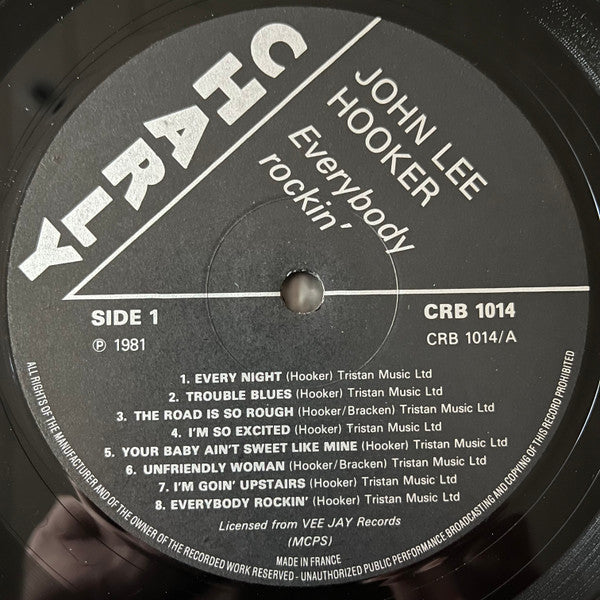 CHARLY
JOHN LEE
HOOKER
Everybody
rockin'
SIDE 1
℗ 1981
CRB 1014
CRB 1014/A
1. EVERY NIGHT (Hooker) Tristan Music Ltd
2. TROUBLE BLUES (Hooker) Tristan Music Ltd
3. THE ROAD IS SO ROUGH (Hooker/Bracken) Tristan Music Ltd
4. I'M SO EXCITED (Hooker) Tristan Music Ltd
5. YOUR BABY AIN'T SWEET LIKE MINE (Hooker) Tristan Music Ltd
6. UNFRIENDLY WOMAN (Hooker/Bracken) Tristan Music Ltd
7. I'M GOIN' UPSTAIRS (Hooker) Tristan Music Ltd
8. EVERYBODY ROCKIN' (Hooker) Tristan Music Ltd
Licensed from VEE JAY Records
(MCPS)
MADE IN FRANCE
ALL RIGHTS OF THE MANUFACTURER AND OF THE OWNER OF THE RECORDED WORK RESERVED - UNAUTHORIZED PUBLIC PERFORMANCE BROADCASTING AND COPYING OF THIS RECORD PROHIBITED